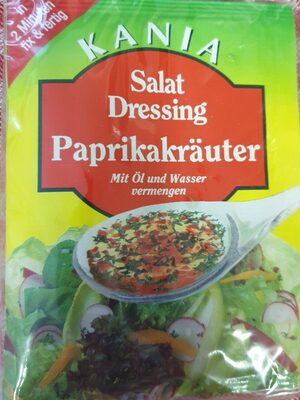 in
2 Minuten
fix & fertig
KANIA
Salat
Dressing
Paprikakräuter
Mit Öl und Wasser
vermengen